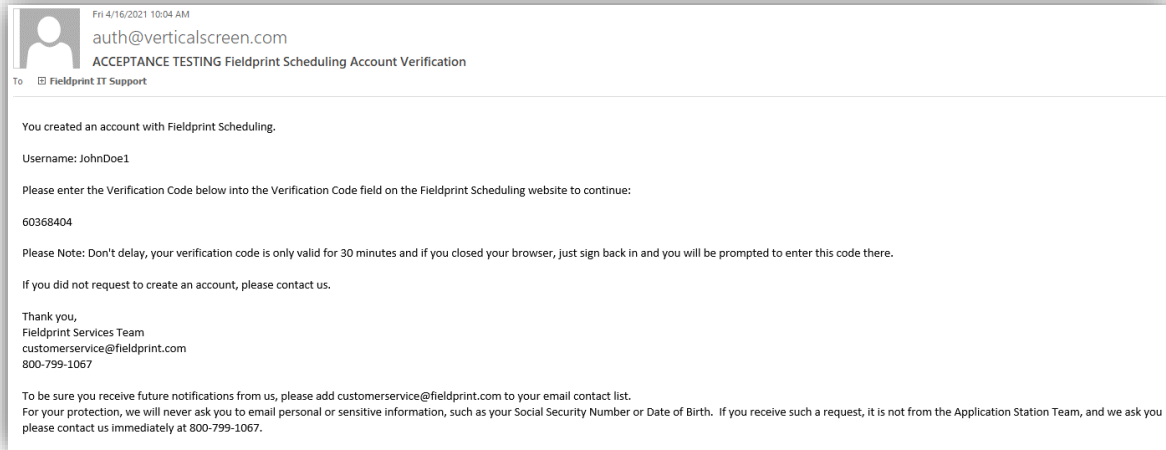 Fri 4/16/2021 10:04 AM
auth@verticalscreen.com
ACCEPTANCE TESTING Fieldprint Scheduling Account Verification
To Fieldprint IT Support
You created an account with Fieldprint Scheduling.
Username: JohnDoe1
Please enter the Verification Code below into the Verification Code field on the Fieldprint Scheduling website to continue:
60368404
Please Note: Don't delay, your verification code is only valid for 30 minutes and if you closed your browser, just sign back in and you will be prompted to enter this code there.
If you did not request to create an account, please contact us.
Thank you,
Fieldprint Services Team
customerservice@fieldprint.com
800-799-1067
To be sure you receive future notifications from us, please add customerservice@fieldprint.com to your email contact list.
For your protection, we will never ask you to email personal or sensitive information, such as your Social Security Number or Date of Birth.  If you receive such a request, it is not from the Application Station Team, and we ask you
please contact us immediately at 800-799-1067.